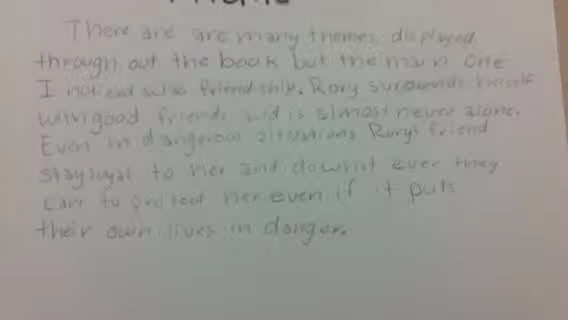 There are are many themes displayed
through out the book but the main one
I noticed was friendship. Rory surounds herself
with good friends and is almost never alone.
Even in dangerous situations Rory's friend
stay loyal to her and do ever they
can to protect her even if it puts
their own lives in danger.